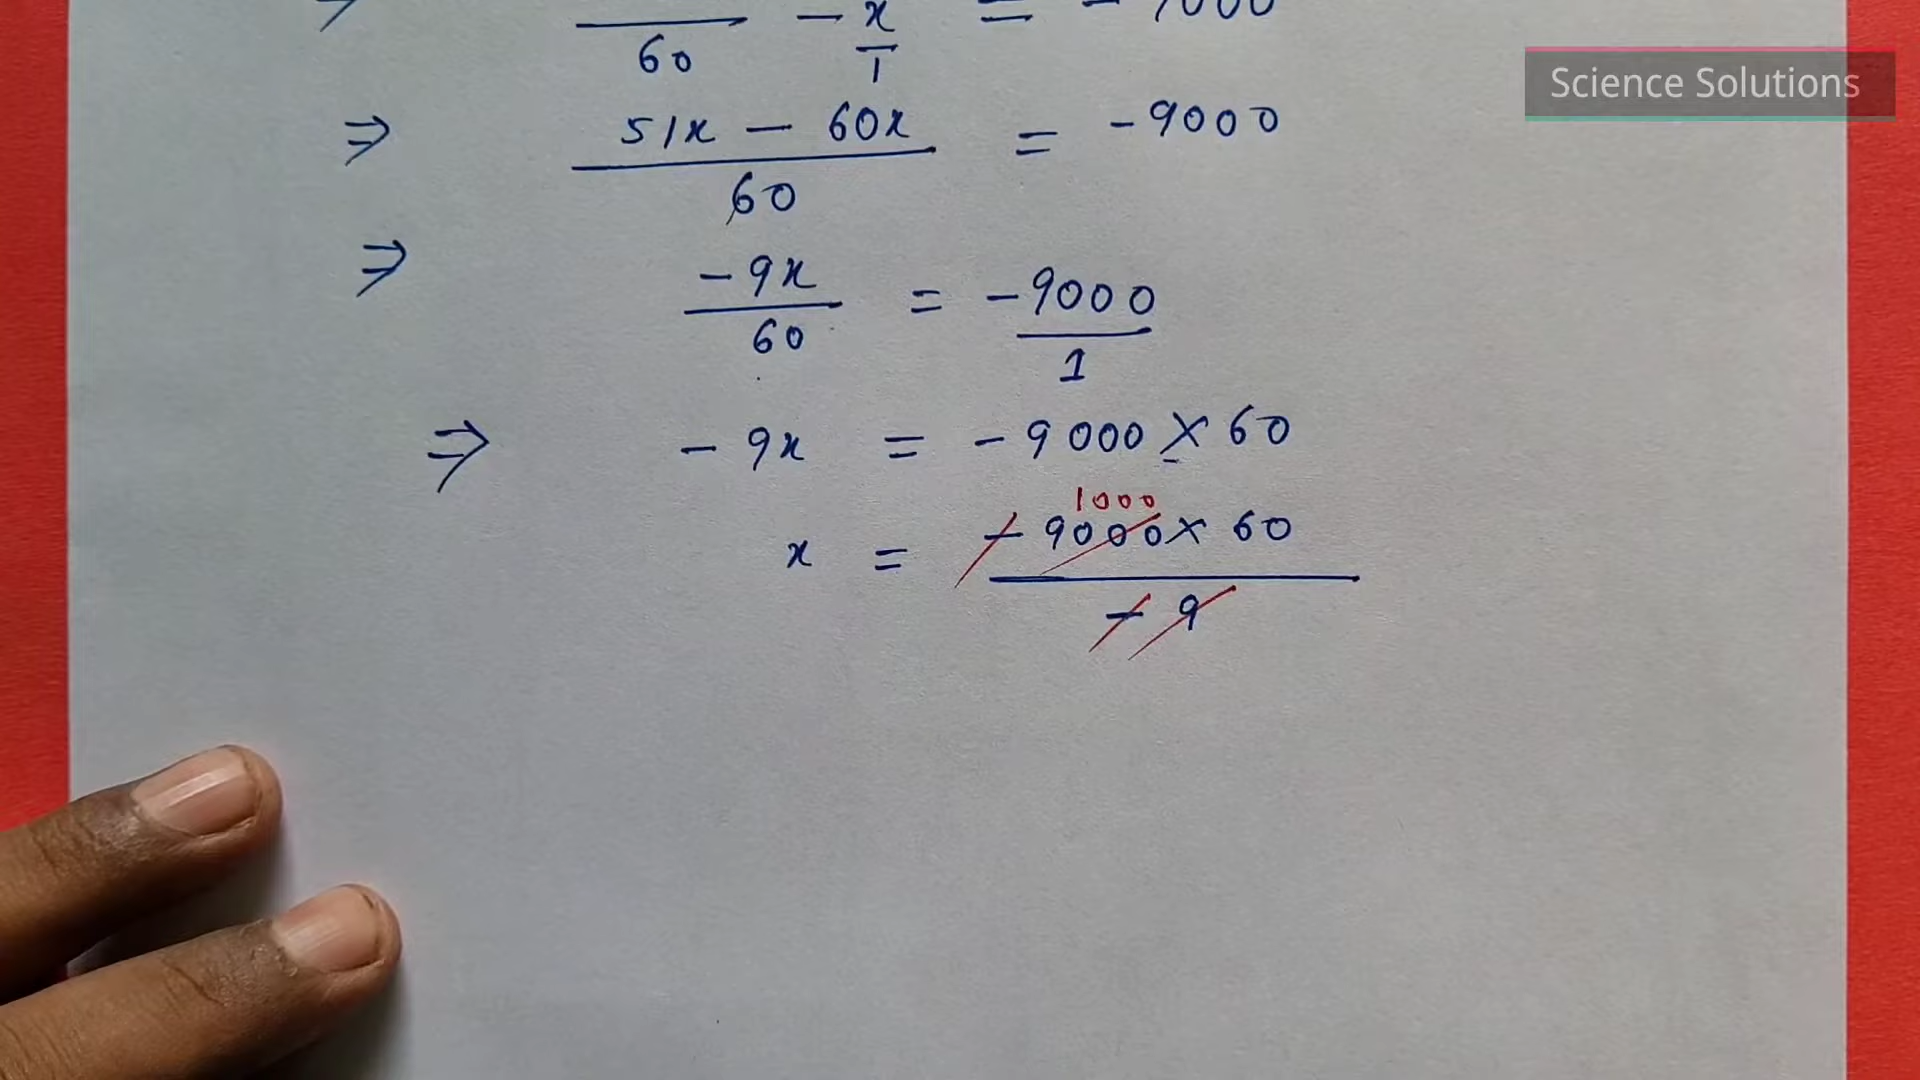 /60 - x/1 = - 9000
Science Solutions
⇒ (51x - 60x)/60 = - 9000
⇒ - 9x/60 = - 9000/1
⇒ - 9x = - 9000 × 60
1000
x = - 9000 × 60/- 9